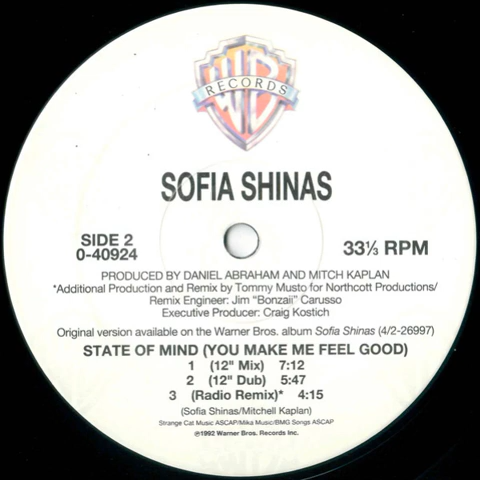 WB
RECORDS
SOFIA SHINAS
SIDE 2
0-40924
33⅓ RPM
PRODUCED BY DANIEL ABRAHAM AND MITCH KAPLAN
*Additional Production and Remix by Tommy Musto for Northcott Productions/
Remix Engineer: Jim "Bonzaii" Carusso
Executive Producer: Craig Kostich
Original version available on the Warner Bros. album Sofia Shinas (4/2-26997)
STATE OF MIND (YOU MAKE ME FEEL GOOD)
1 (12" Mix) 7:12
2 (12" Dub) 5:47
3 (Radio Remix)* 4:15
(Sofia Shinas/Mitchell Kaplan)
Strange Cat Music ASCAP/Mika Music/BMG Songs ASCAP
℗1992 Warner Bros. Records Inc.